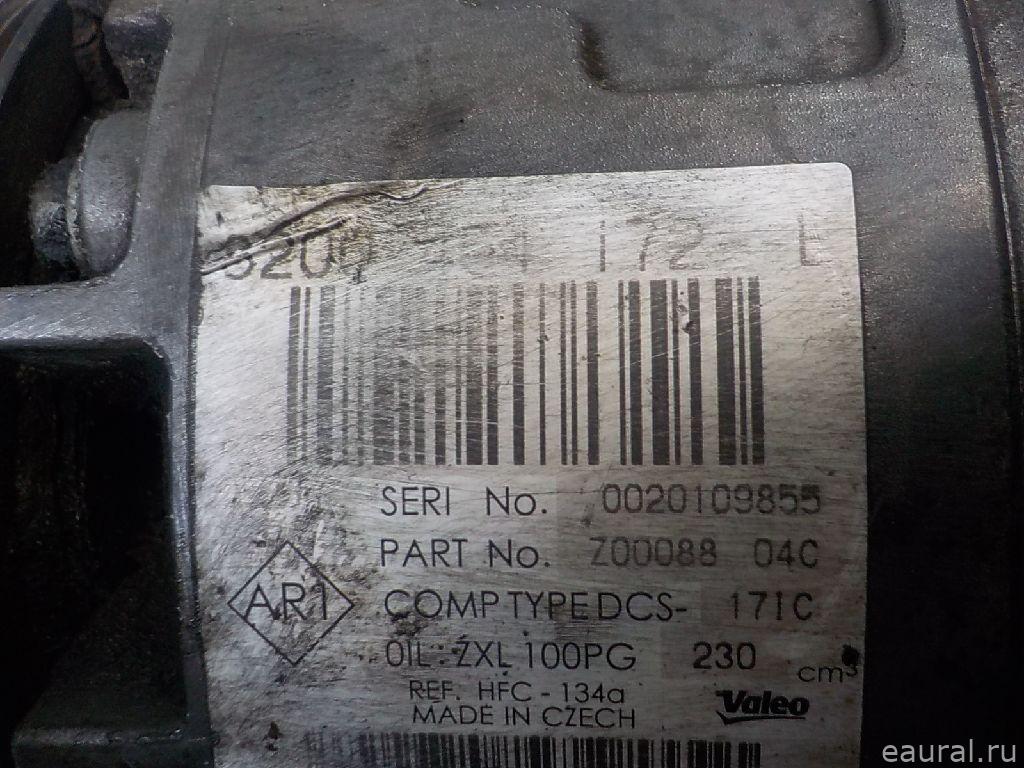 172
SERI No. 0020109855
PART No. Z00088 04C
AR1
COMP TYPE DCS- 171C
OIL: ZXL 100PG 230 cm³
REF. HFC - 134a
Valeo
MADE IN CZECH
eaural.ru